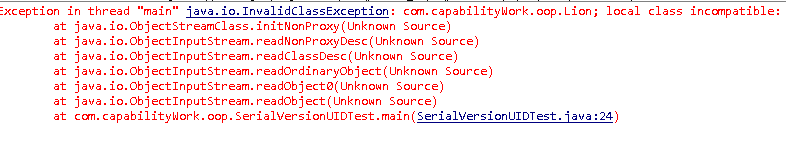 Exception in thread "main" java.io.InvalidClassException: com.capabilityWork.oop.Lion; local class incompatible:
at java.io.ObjectStreamClass.initNonProxy(Unknown Source)
at java.io.ObjectInputStream.readNonProxyDesc(Unknown Source)
at java.io.ObjectInputStream.readClassDesc(Unknown Source)
at java.io.ObjectInputStream.readOrdinaryObject(Unknown Source)
at java.io.ObjectInputStream.readObject0(Unknown Source)
at java.io.ObjectInputStream.readObject(Unknown Source)
at com.capabilityWork.oop.SerialVersionUIDTest.main(SerialVersionUIDTest.java:24)